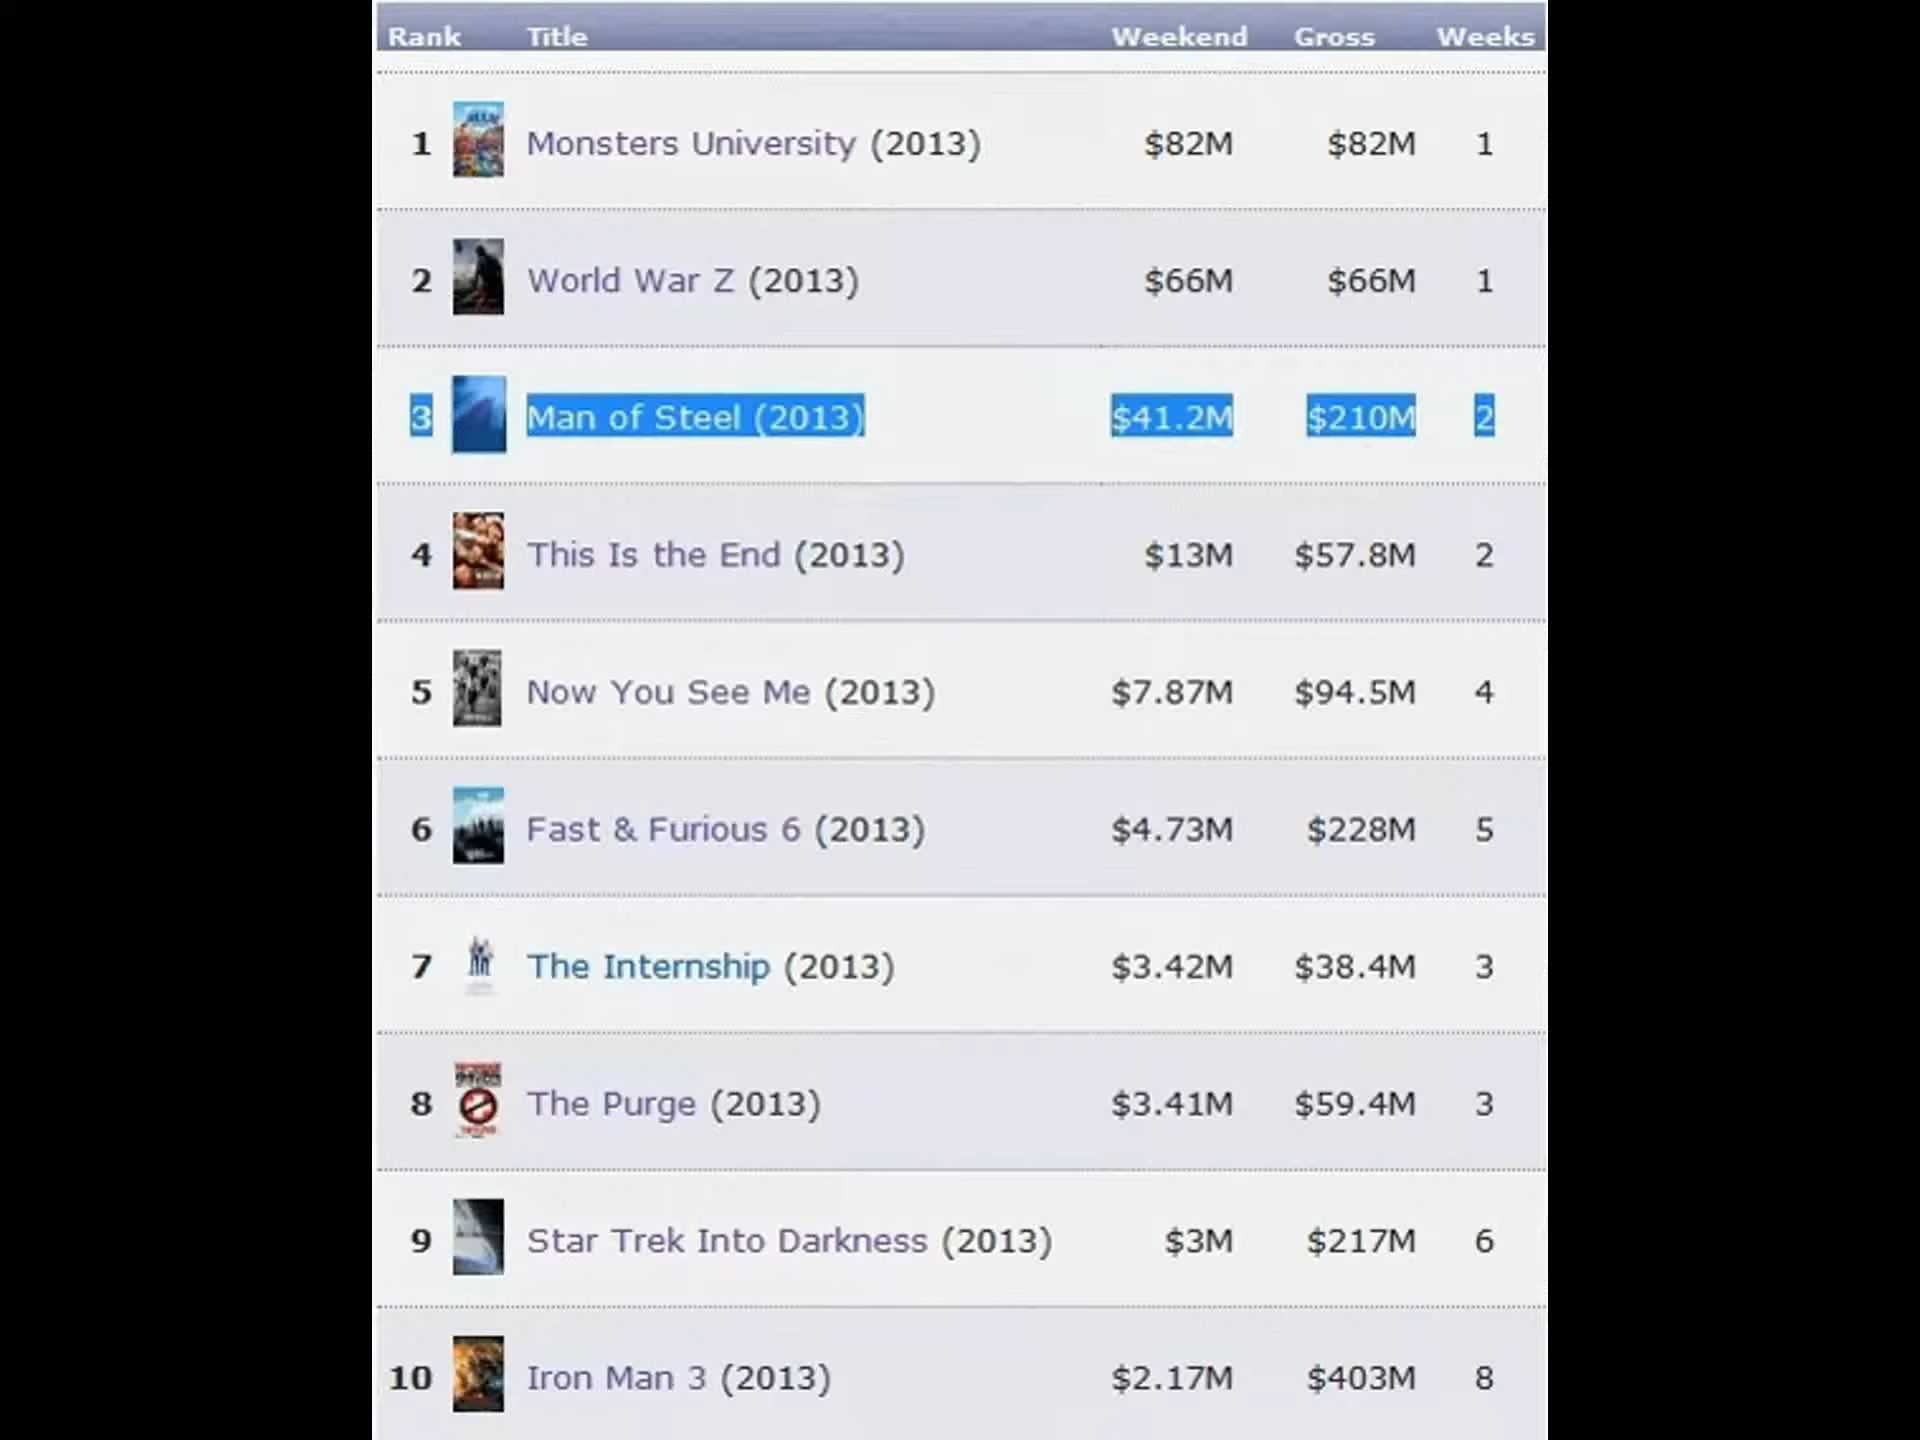 Rank Title Weekend Gross Weeks
1 Monsters University (2013) $82M $82M 1
2 World War Z (2013) $66M $66M 1
3 Man of Steel (2013) $41.2M $210M 2
4 This Is the End (2013) $13M $57.8M 2
5 Now You See Me (2013) $7.87M $94.5M 4
6 Fast & Furious 6 (2013) $4.73M $228M 5
7 The Internship (2013) $3.42M $38.4M 3
8 The Purge (2013) $3.41M $59.4M 3
9 Star Trek Into Darkness (2013) $3M $217M 6
10 Iron Man 3 (2013) $2.17M $403M 8